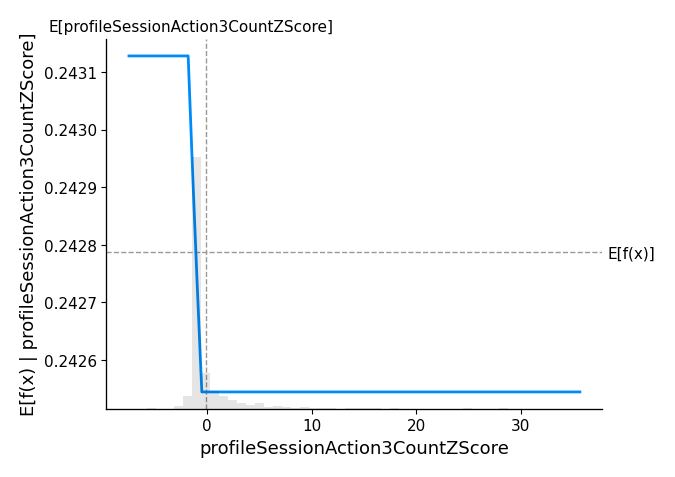 E[profileSessionAction3CountZScore]
E[f(x) | profileSessionAction3CountZScore]
0.2431
0.2430
0.2429
0.2428
0.2427
0.2426
E[f(x)]
0 10 20 30
profileSessionAction3CountZScore